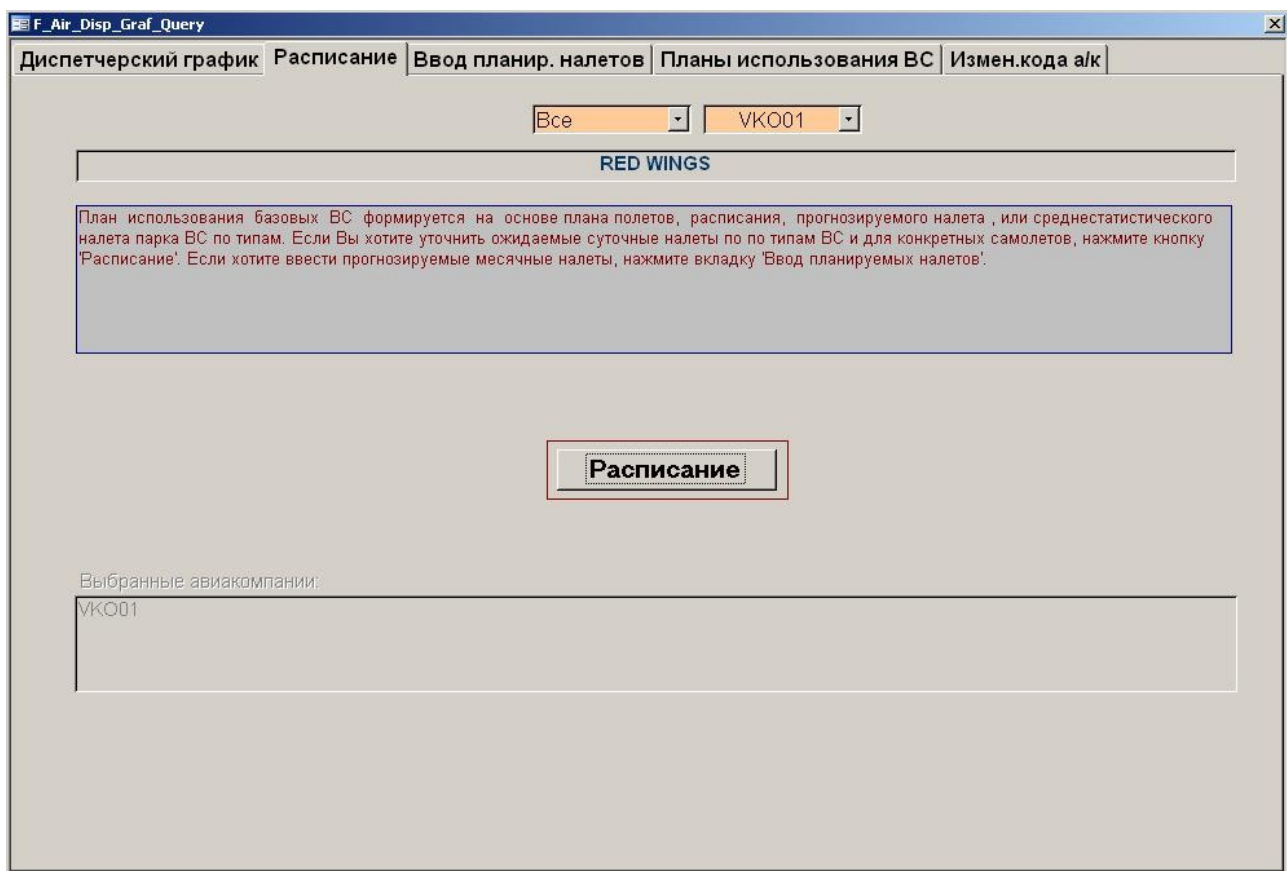 F_Air_Disp_Graf_Query
Диспетчерский график Расписание Ввод планир. налетов Планы использования ВС Измен.кода а/к
Все VKO01
RED WINGS
План использования базовых ВС формируется на основе плана полетов, расписания, прогнозируемого налета , или среднестатистического
налета парка ВС по типам. Если Вы хотите уточнить ожидаемые суточные налеты по по типам ВС и для конкретных самолетов, нажмите кнопку
'Расписание'. Если хотите ввести прогнозируемые месячные налеты, нажмите вкладку 'Ввод планируемых налетов'.
Расписание
Выбранные авиакомпании:
VKO01